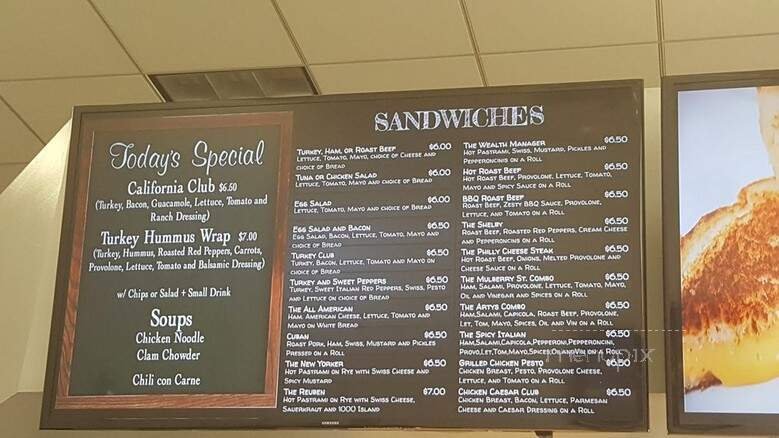 Today's Special
California Club $6.50
(Turkey, Bacon, Guacamole, Lettuce, Tomato and
Ranch Dressing)
Turkey Hummus Wrap $7.00
(Turkey, Hummus, Roasted Red Peppers, Carrots,
Provolone, Lettuce, Tomato and Balsamic Dressing)
w/ Chips or Salad + Small Drink
Soups
Chicken Noodle
Clam Chowder
Chili con Carne
SANDWICHES
Turkey, Ham, or Roast Beef $6.00
Lettuce, Tomato, Mayo, choice of Cheese and
choice of Bread
Tuna or Chicken Salad $6.00
Lettuce, Tomato, Mayo and choice of Bread
Egg Salad $6.00
Lettuce, Tomato, Mayo and choice of Bread
Egg Salad and Bacon $6.50
Egg Salad, Bacon, Lettuce, Tomato, Mayo and
choice of Bread
Turkey Club $6.50
Turkey, Bacon, Lettuce, Tomato and Mayo on
choice of Bread
Turkey and Sweet Peppers $6.50
Turkey, Sweet Italian Red Peppers, Swiss, Pesto
and Lettuce on choice of Bread
The All American $6.50
Ham, American Cheese, Lettuce, Tomato and
Mayo on White Bread
Cuban $6.50
Roast Pork, Ham, Swiss, Mustard and Pickles
Pressed on a Roll
The New Yorker $6.50
Hot Pastrami on Rye with Swiss Cheese and
Spicy Mustard
The Reuben $7.00
Hot Pastrami on Rye with Swiss Cheese,
Sauerkraut and 1000 Island
The Wealth Manager $6.50
Hot Pastrami, Swiss, Mustard, Pickles and
Pepperoncinis on a Roll
Hot Roast Beef $6.50
Hot Roast Beef, Provolone, Lettuce, Tomato,
Mayo and Spicy Sauce on a Roll
BBQ Roast Beef $6.50
Roast Beef, Zesty BBQ Sauce, Provolone,
Lettuce, and Tomato on a Roll
The Shelby $6.50
Roast Beef, Roasted Red Peppers, Cream Cheese
and Pepperoncinis on a Roll
The Philly Cheese Steak $6.50
Hot Roast Beef, Onions, Melted Provolone and
Cheese Sauce on a Roll
The Mulberry St. Combo $6.50
Ham, Salami, Provolone, Lettuce, Tomato, Mayo,
Oil and Vinegar and Spices on a Roll
The Artys Combo $6.50
Ham, Salami, Capicola, Roast Beef, Provolone,
Let, Tom, Mayo, Spices, Oil and Vin on a Roll
The Spicy Italian $6.50
Ham,Salami,Capicola,Pepperoni,Pepperoncini,
Provo,Let,Tom,Mayo,Spices,Oil and Vin on a Roll
Grilled Chicken Pesto $6.50
Chicken Breast, Pesto, Provolone Cheese,
Lettuce, and Tomato on a Roll
Chicken Caesar Club $6.50
Chicken Breast, Bacon, Lettuce, Parmesan
Cheese and Caesar Dressing on a Roll
SAMSUNG
menupix